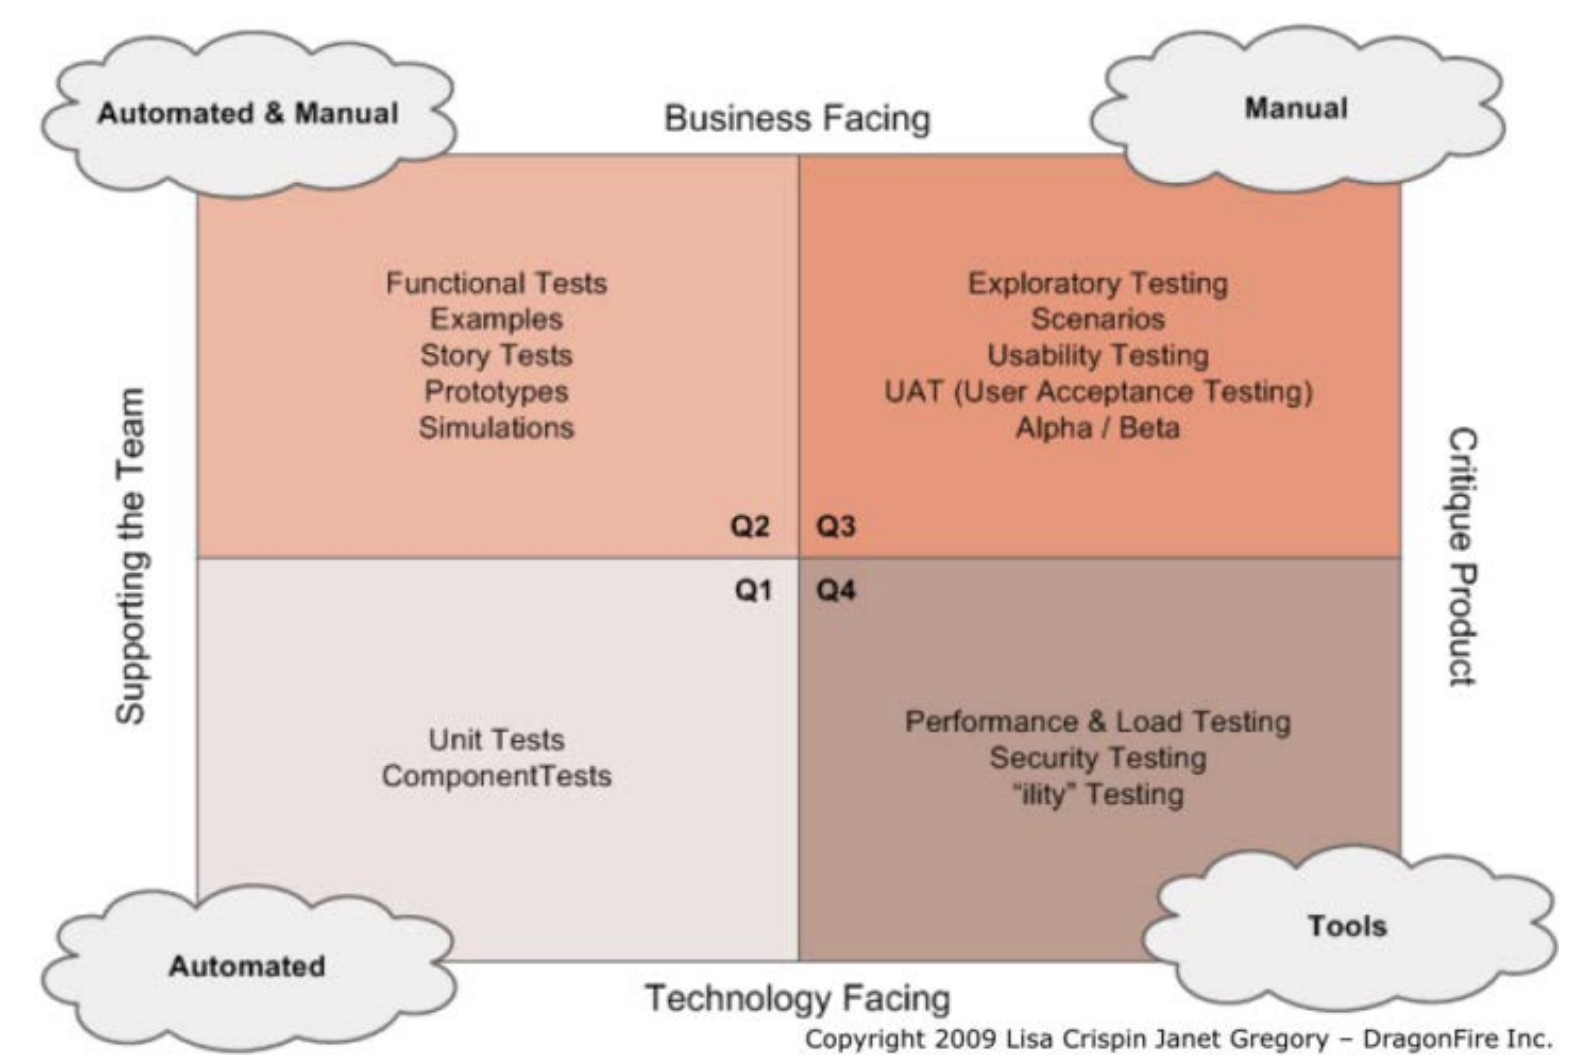 Automated & Manual
Business Facing
Manual
Functional Tests
Examples
Story Tests
Prototypes
Simulations
Exploratory Testing
Scenarios
Usability Testing
UAT (User Acceptance Testing)
Alpha / Beta
Supporting the Team
Critique Product
Q2
Q3
Q1
Q4
Unit Tests
ComponentTests
Performance & Load Testing
Security Testing
“ility” Testing
Automated
Tools
Technology Facing
Copyright 2009 Lisa Crispin Janet Gregory – DragonFire Inc.